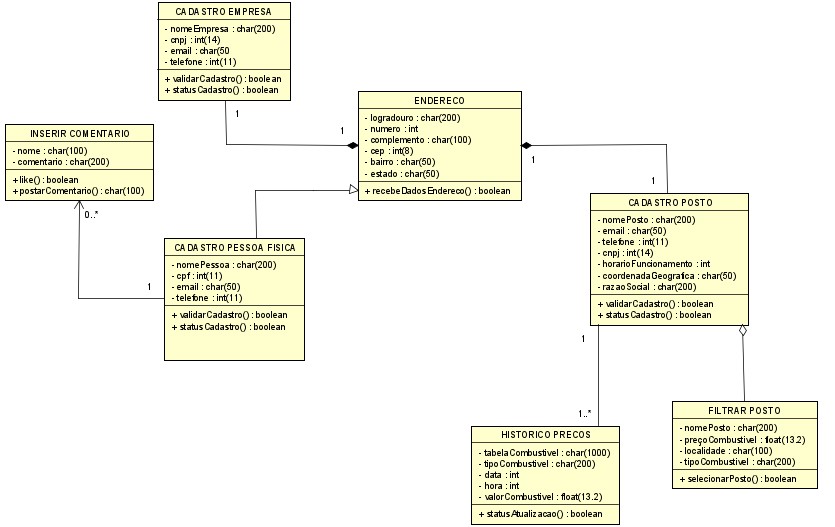 CADASTRO EMPRESA
- nomeEmpresa : char(200)
- cnpj : int(14)
- email : char(50
- telefone : int(11)
+ validarCadastro() : boolean
+ statusCadastro() : boolean
1
1
ENDERECO
- logradouro : char(200)
- numero : int
- complemento : char(100)
- cep : int(8)
- bairro : char(50)
- estado : char(50)
+ recebeDadosEndereco() : boolean
1
1
INSERIR COMENTARIO
- nome : char(100)
- comentario : char(200)
+ like() : boolean
+ postarComentario() : char(100)
0..*
1
CADASTRO PESSOA FISICA
- nomePessoa : char(200)
- cpf : int(11)
- email : char(50)
- telefone : int(11)
+ validarCadastro() : boolean
+ statusCadastro() : boolean
CADASTRO POSTO
- nomePosto : char(200)
- email : char(50)
- telefone : int(11)
- cnpj : int(14)
- horarioFuncionamento : int
- coordenadaGeografica : char(50)
- razaoSocial : char(200)
+ validarCadastro() : boolean
+ statusCadastro() : boolean
1
1..*
HISTORICO PRECOS
- tabelaCombustivel : char(1000)
- tipoCombustivel : char(200)
- data : int
- hora : int
- valorCombustivel : float(13.2)
+ statusAtualizacao() : boolean
FILTRAR POSTO
- nomePosto : char(200)
- preçoCombustivel : float(13.2)
- localidade : char(100)
- tipoCombustivel : char(200)
+ selecionarPosto() : boolean